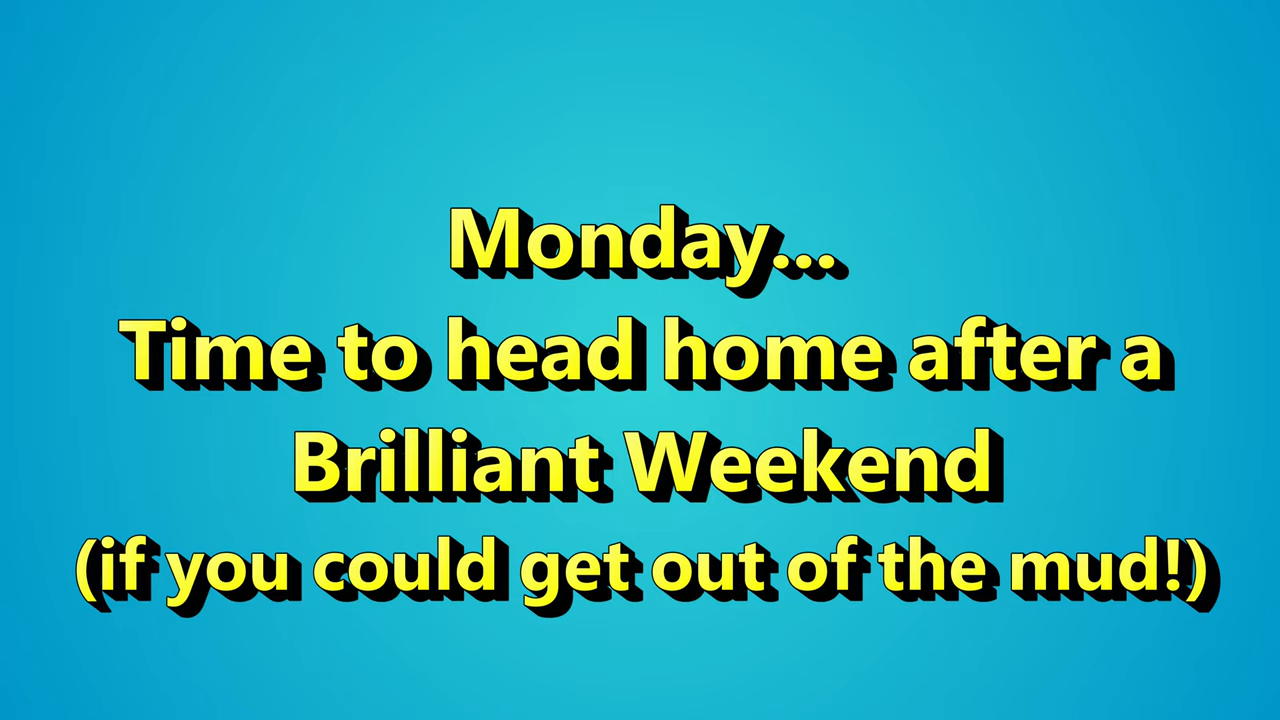 Monday...
Time to head home after a
Brilliant Weekend
(if you could get out of the mud!)